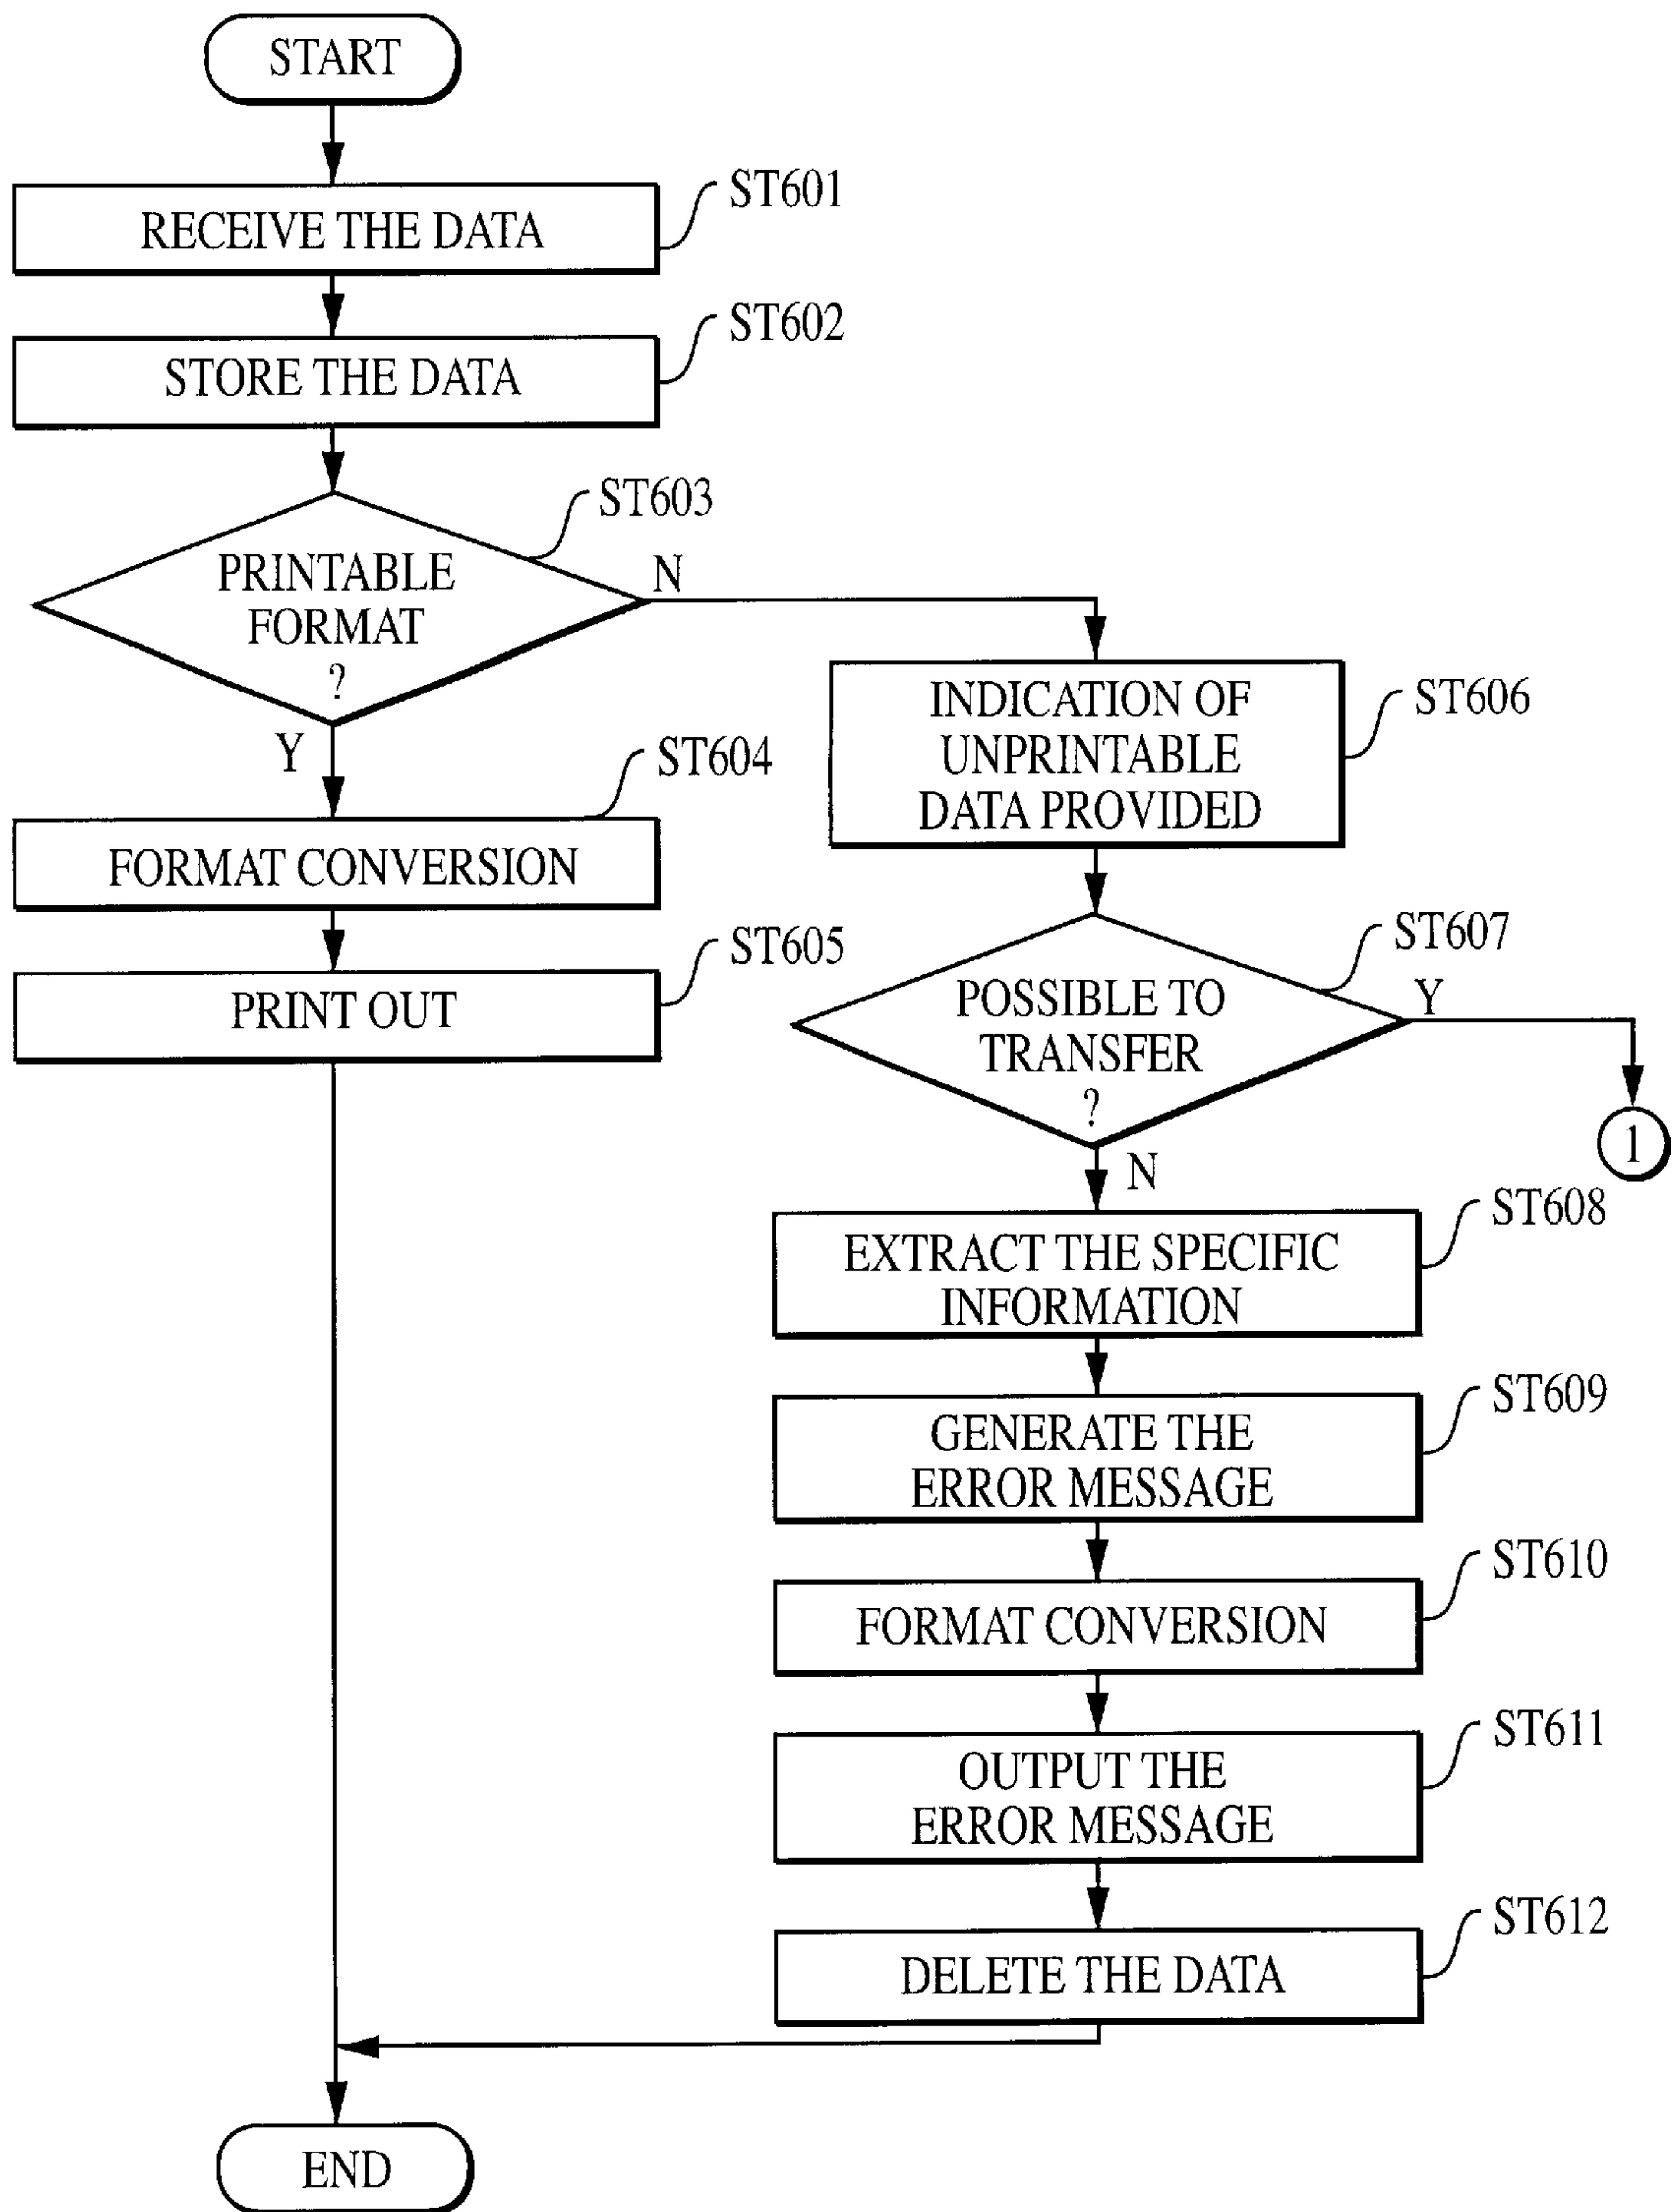 START
RECEIVE THE DATA
ST601
STORE THE DATA
ST602
PRINTABLE
FORMAT
?
ST603
N
Y
FORMAT CONVERSION
ST604
PRINT OUT
ST605
INDICATION OF
UNPRINTABLE
DATA PROVIDED
ST606
POSSIBLE TO
TRANSFER
?
ST607
Y
1
N
EXTRACT THE SPECIFIC
INFORMATION
ST608
GENERATE THE
ERROR MESSAGE
ST609
FORMAT CONVERSION
ST610
OUTPUT THE
ERROR MESSAGE
ST611
DELETE THE DATA
ST612
END